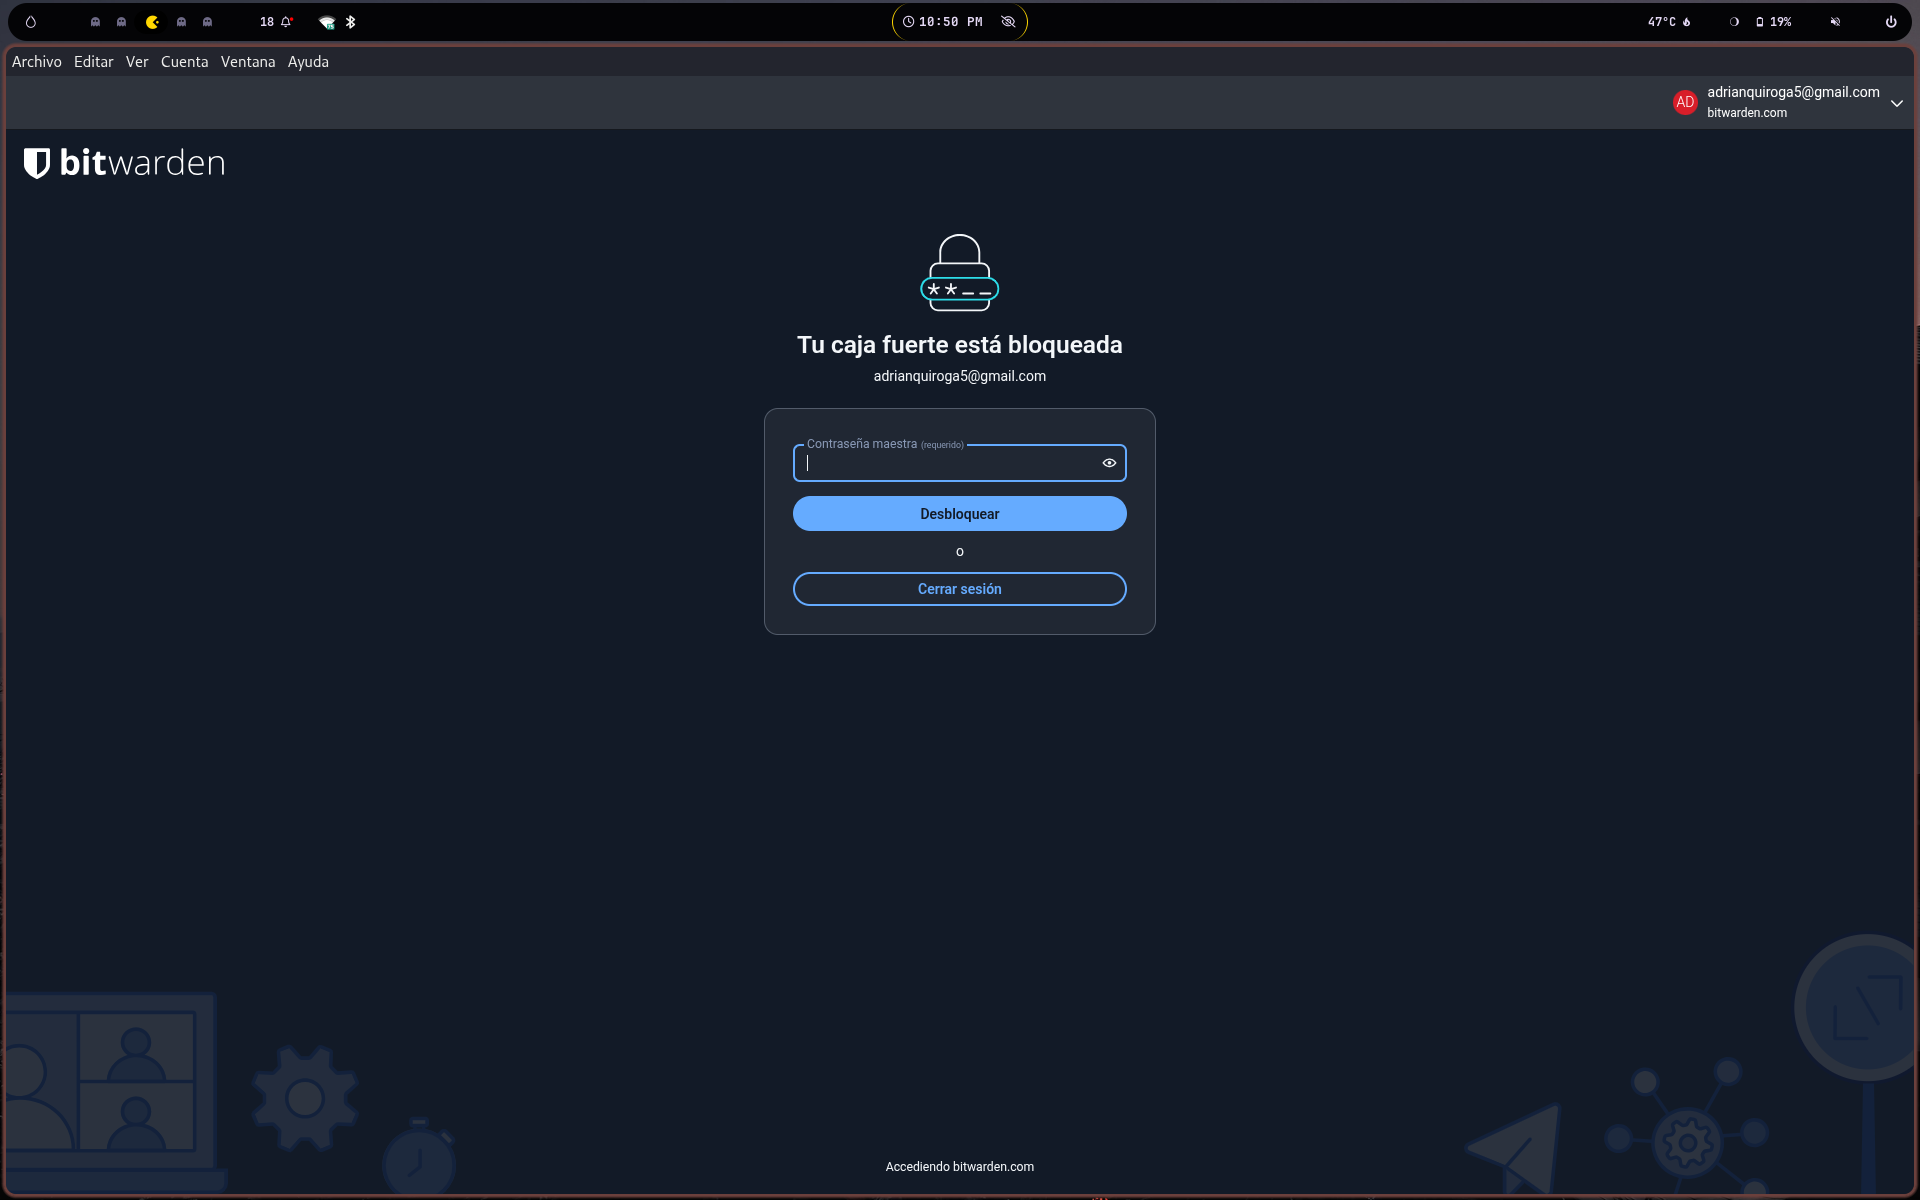 18
10:50 PM
47°C
19%
Archivo Editar Ver Cuenta Ventana Ayuda
AD
adrianquiroga5@gmail.com
bitwarden.com
bitwarden
**__
Tu caja fuerte está bloqueada
adrianquiroga5@gmail.com
Contraseña maestra (requerido)
Desbloquear
o
Cerrar sesión
Accediendo bitwarden.com